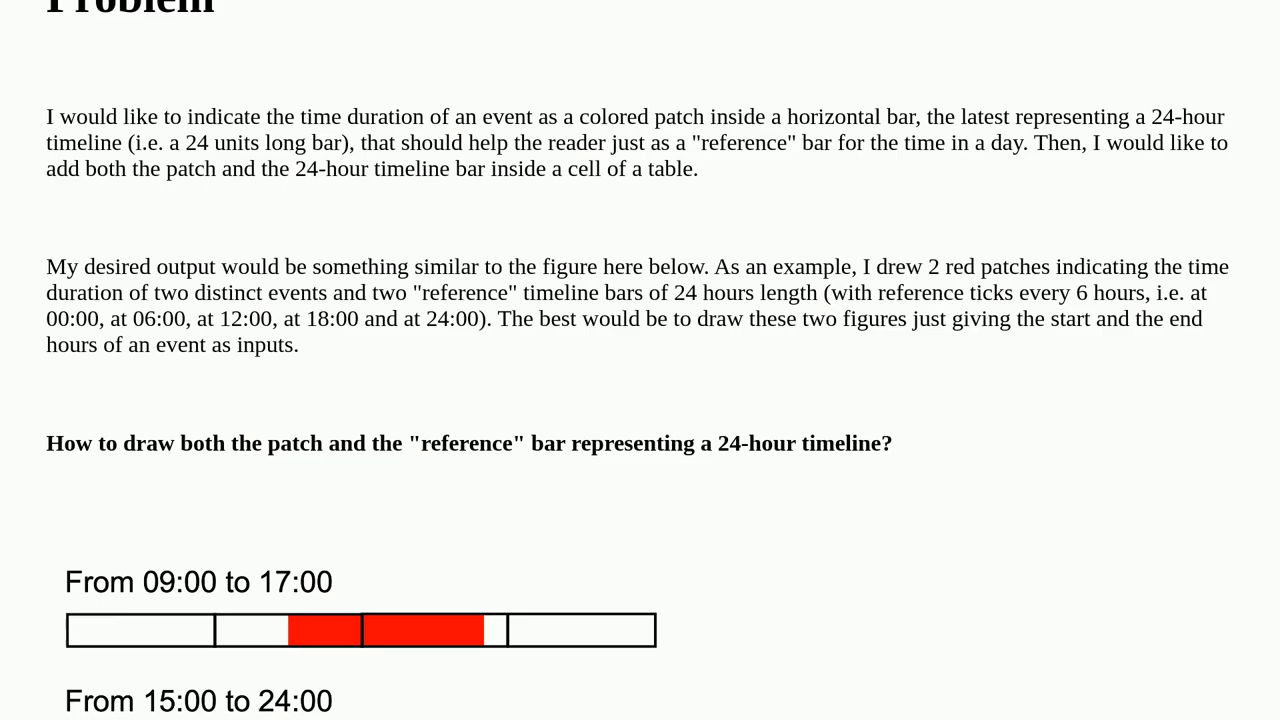 Problem
I would like to indicate the time duration of an event as a colored patch inside a horizontal bar, the latest representing a 24-hour
timeline (i.e. a 24 units long bar), that should help the reader just as a "reference" bar for the time in a day. Then, I would like to
add both the patch and the 24-hour timeline bar inside a cell of a table.
My desired output would be something similar to the figure here below. As an example, I drew 2 red patches indicating the time
duration of two distinct events and two "reference" timeline bars of 24 hours length (with reference ticks every 6 hours, i.e. at
00:00, at 06:00, at 12:00, at 18:00 and at 24:00). The best would be to draw these two figures just giving the start and the end
hours of an event as inputs.
How to draw both the patch and the "reference" bar representing a 24-hour timeline?
From 09:00 to 17:00
From 15:00 to 24:00